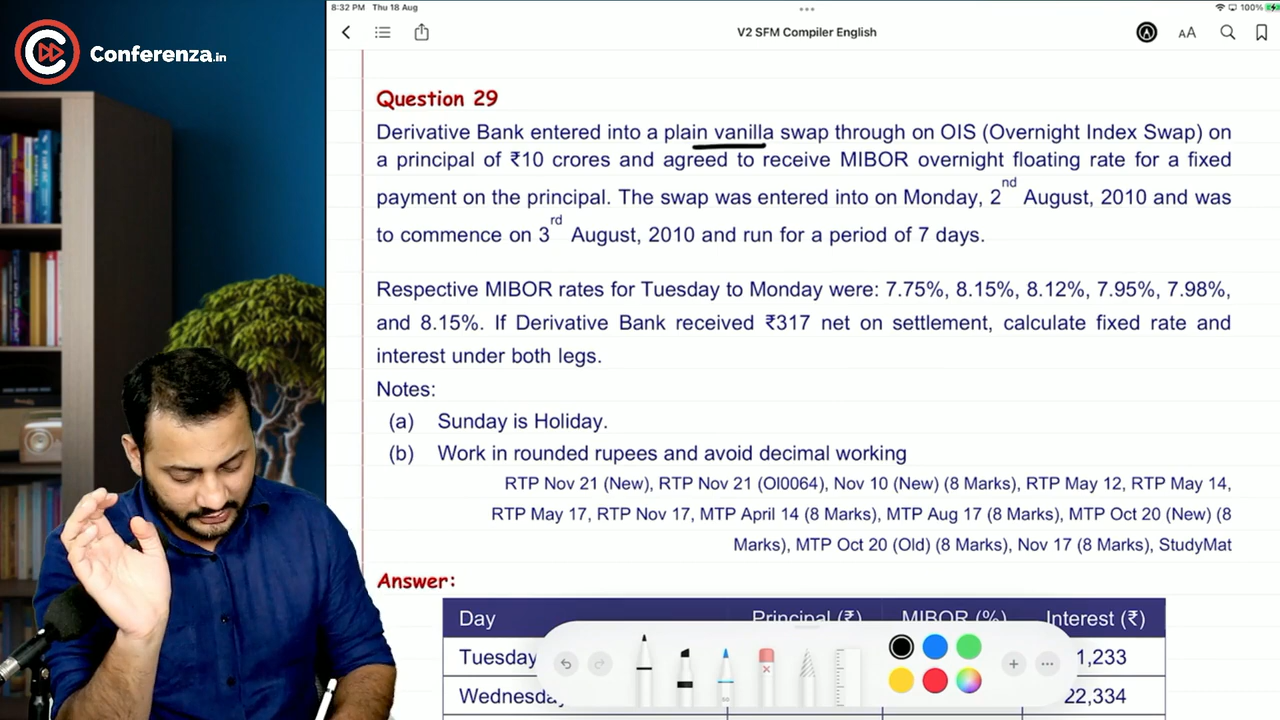 8:32 PM Thu 18 Aug
100%
Conferenza.in
V2 SFM Compiler English
AA
Question 29
Derivative Bank entered into a plain vanilla swap through on OIS (Overnight Index Swap) on
a principal of ₹10 crores and agreed to receive MIBOR overnight floating rate for a fixed
payment on the principal. The swap was entered into on Monday, 2nd August, 2010 and was
to commence on 3rd August, 2010 and run for a period of 7 days.
Respective MIBOR rates for Tuesday to Monday were: 7.75%, 8.15%, 8.12%, 7.95%, 7.98%,
and 8.15%. If Derivative Bank received ₹317 net on settlement, calculate fixed rate and
interest under both legs.
Notes:
(a) Sunday is Holiday.
(b) Work in rounded rupees and avoid decimal working
RTP Nov 21 (New), RTP Nov 21 (Ol0064), Nov 10 (New) (8 Marks), RTP May 12, RTP May 14,
RTP May 17, RTP Nov 17, MTP April 14 (8 Marks), MTP Aug 17 (8 Marks), MTP Oct 20 (New) (8
Marks), MTP Oct 20 (Old) (8 Marks), Nov 17 (8 Marks), StudyMat
Answer:
Day Principal (₹) MIBOR (%) Interest (₹)
Tuesday 1,233
Wednesda 22,334